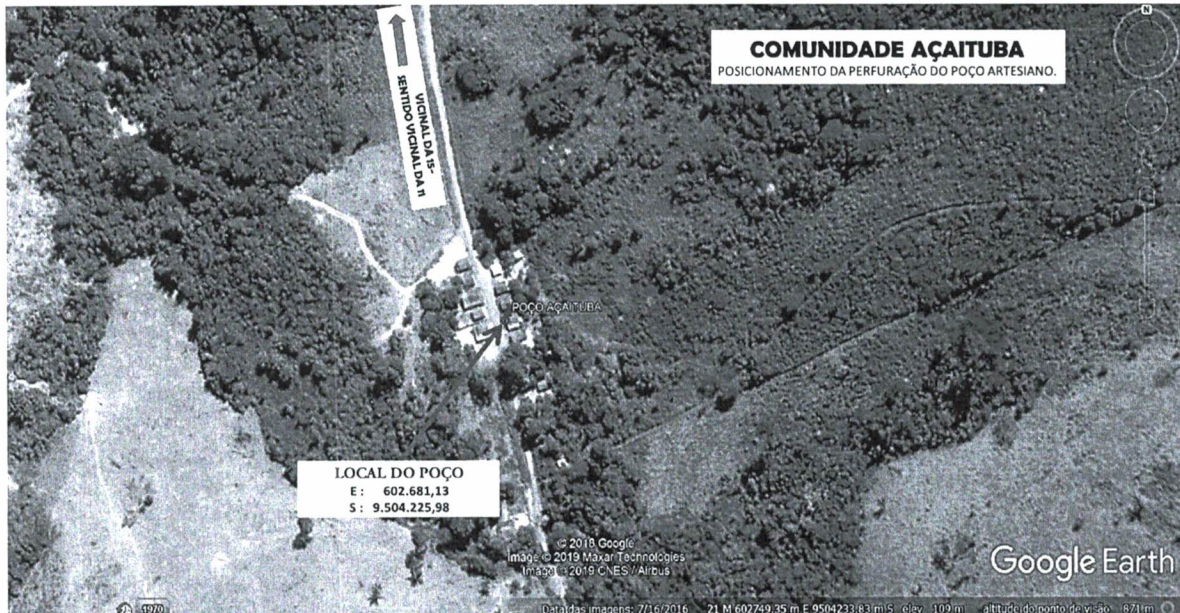 COMUNIDADE AÇAITUBA
POSICIONAMENTO DA PERFURAÇÃO DO POÇO ARTESIANO.
N
VICINAL DA 15-
SENTIDO VICINAL DA 11
POÇO AÇAITUBA
LOCAL DO POÇO
E : 602.681,13
S : 9.504.225,98
© 2018 Google
Image © 2019 Maxar Technologies
Image © 2019 CNES / Airbus
Google Earth
1970
Data das imagens: 7/16/2016 21 M 602749.35 m E 9504233.83 m S elev. 109 m altitude do ponto de visão 871 m